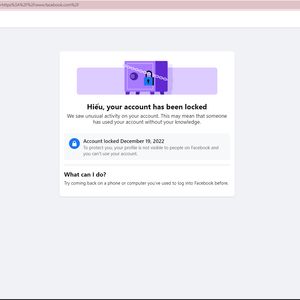 https%3A%2F%2Fwww.facebook.com%2F
Hiếu, your account has been locked
We saw unusual activity on your account. This may mean that someone
has used your account without your knowledge.
Account locked December 19, 2022
To protect you, your profile is not visible to people on Facebook and
you can't use your account.
What can I do?
Try coming back on a phone or computer you've used to log into Facebook before.